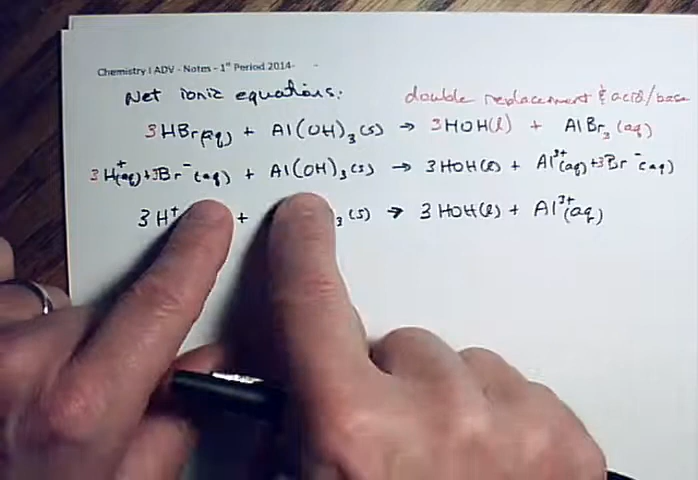 Chemistry I ADV - Notes - 1st Period 2014-
Net ionic equations: double replacement & acid/base
3HBr(aq) + Al(OH)₃(s) → 3HOH(l) + AlBr₃(aq)
3H⁺(aq)+3Br⁻(aq) + Al(OH)₃(s) → 3HOH(l) + Al³⁺(aq)+3Br⁻(aq)
3H⁺ + ₃(s) → 3HOH(l) + Al³⁺(aq)